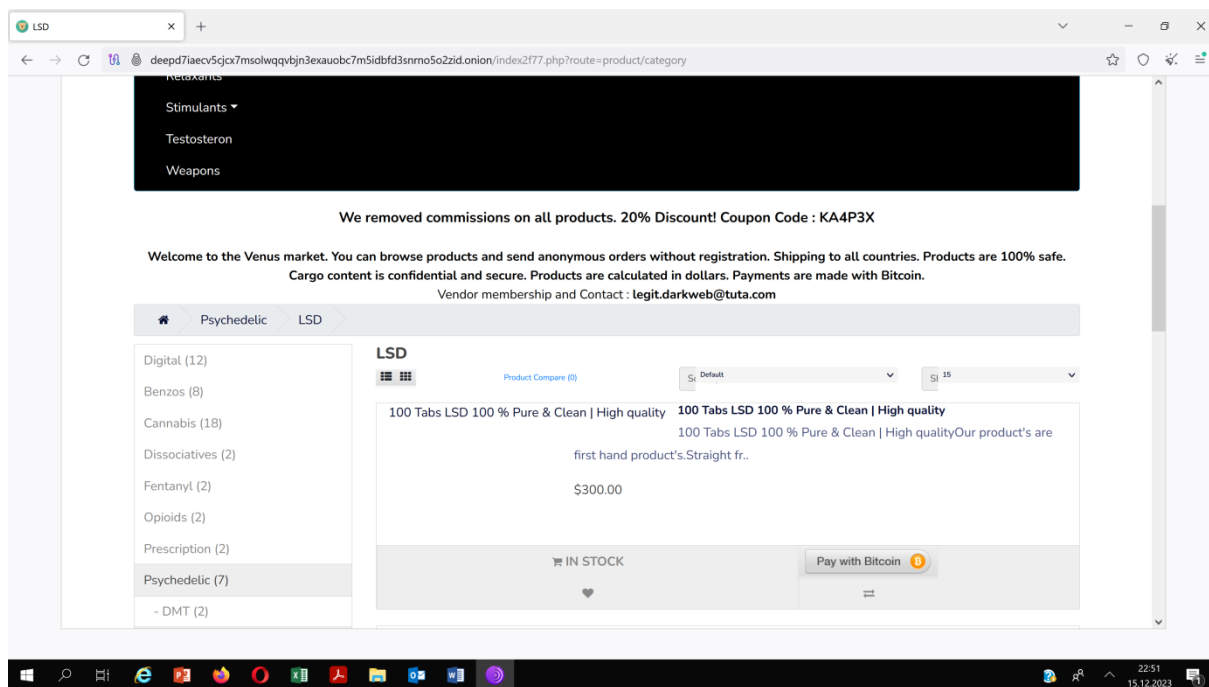 LSD
deepd7iaecv5cjcx7msolwqqvbjn3exauobc7m5idbfd3snrno5o2zid.onion/index2f77.php?route=product/category
Relaxants
Stimulants
Testosteron
Weapons
We removed commissions on all products. 20% Discount! Coupon Code : KA4P3X
Welcome to the Venus market. You can browse products and send anonymous orders without registration. Shipping to all countries. Products are 100% safe.
Cargo content is confidential and secure. Products are calculated in dollars. Payments are made with Bitcoin.
Vendor membership and Contact : legit.darkweb@tuta.com
Psychedelic LSD
Digital (12)
Benzos (8)
Cannabis (18)
Dissociatives (2)
Fentanyl (2)
Opioids (2)
Prescription (2)
Psychedelic (7)
- DMT (2)
LSD
Product Compare (0)
Default
15
100 Tabs LSD 100 % Pure & Clean | High quality
100 Tabs LSD 100 % Pure & Clean | High quality
100 Tabs LSD 100 % Pure & Clean | High qualityOur product's are
first hand product's.Straight fr..
$300.00
IN STOCK
Pay with Bitcoin
22:51
15.12.2023